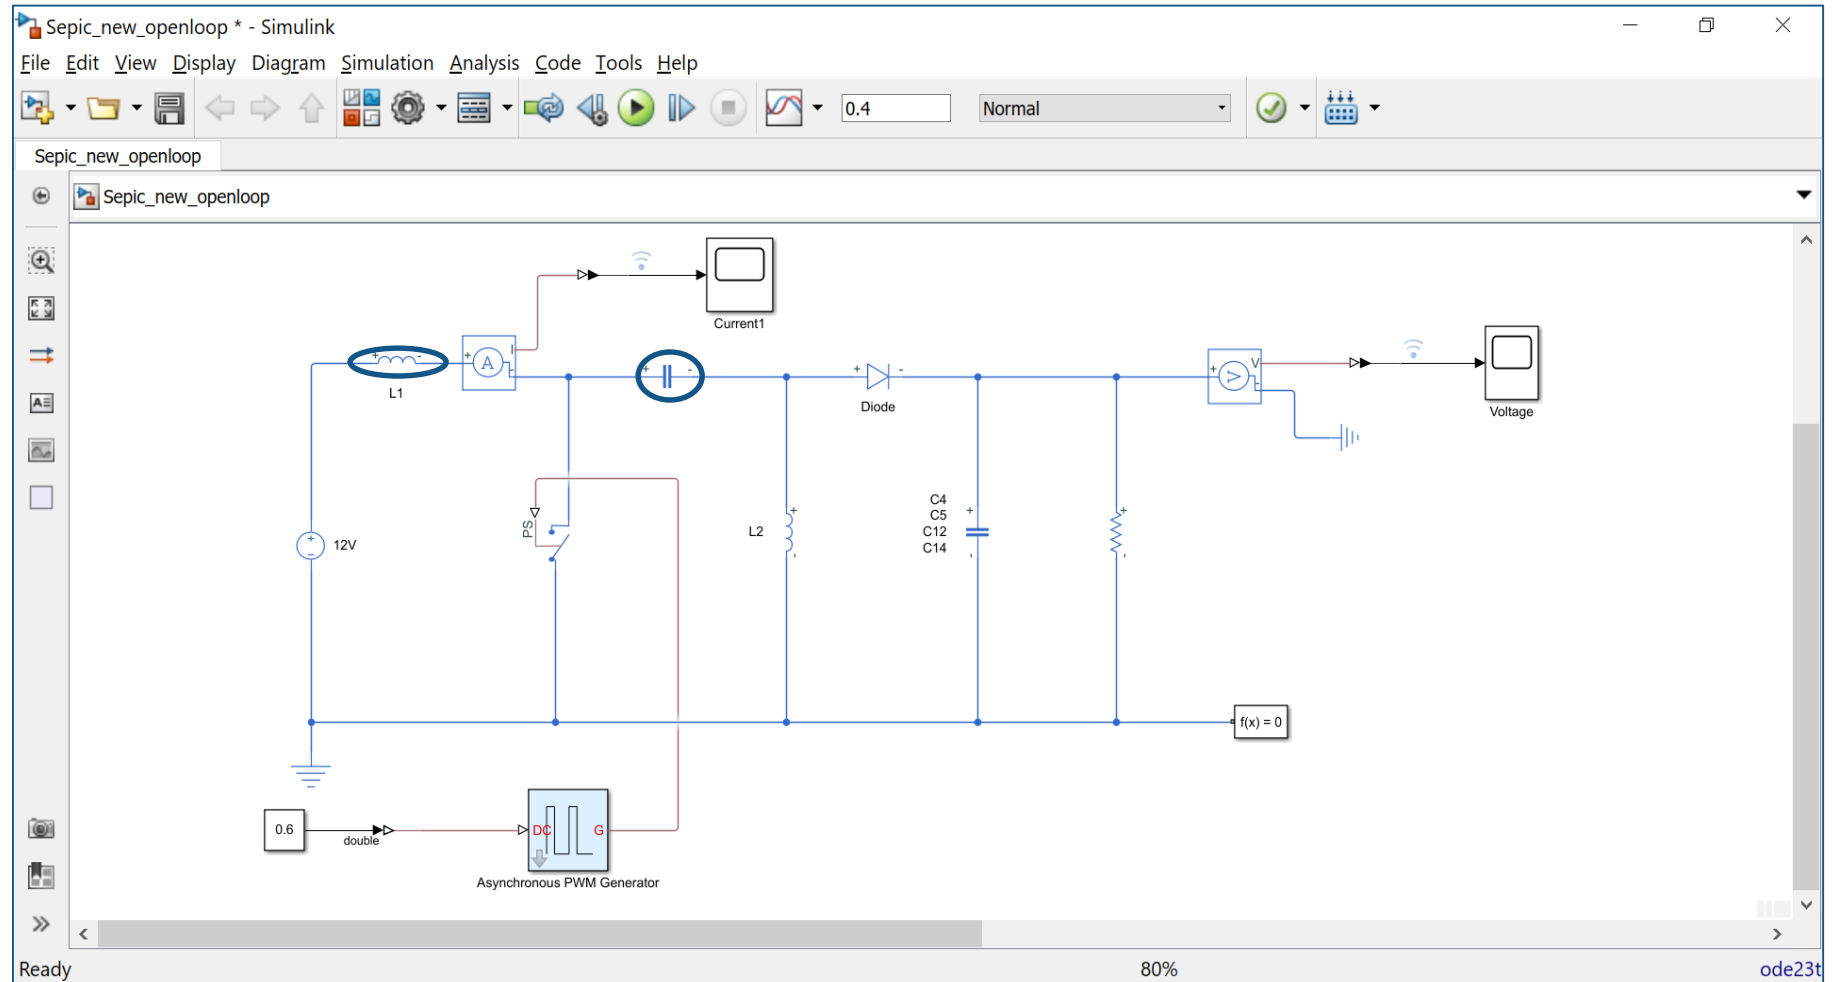 Sepic_new_openloop * - Simulink
File Edit View Display Diagram Simulation Analysis Code Tools Help
0.4
Normal
Sepic_new_openloop
Sepic_new_openloop
Current1
+ -
L1
+ A I -
+ -
+ -
Diode
+ V V -
Voltage
12V
+ -
PS
L2
+ -
C4
C5
C12
C14
+ -
+ -
f(x) = 0
0.6
double
DC G
Asynchronous PWM Generator
Ready
80%
ode23t